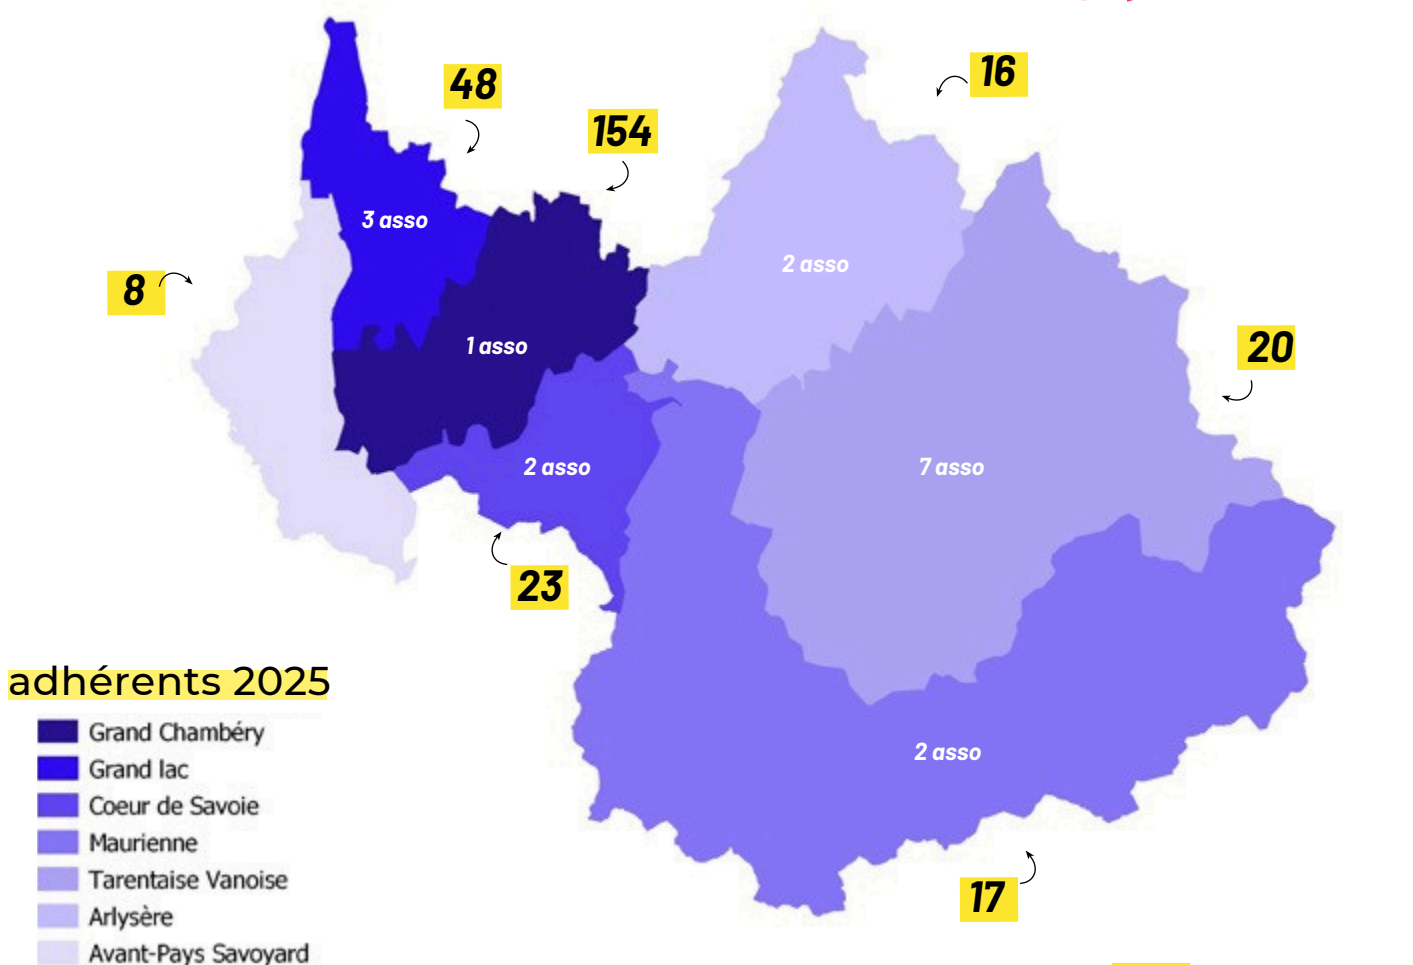 48
16
154
3 asso
2 asso
8
1 asso
20
2 asso
7 asso
23
adhérents 2025
Grand Chambéry
Grand lac
Coeur de Savoie
2 asso
Maurienne
Tarentaise Vanoise
17
Arlysère
Avant-Pays Savoyard